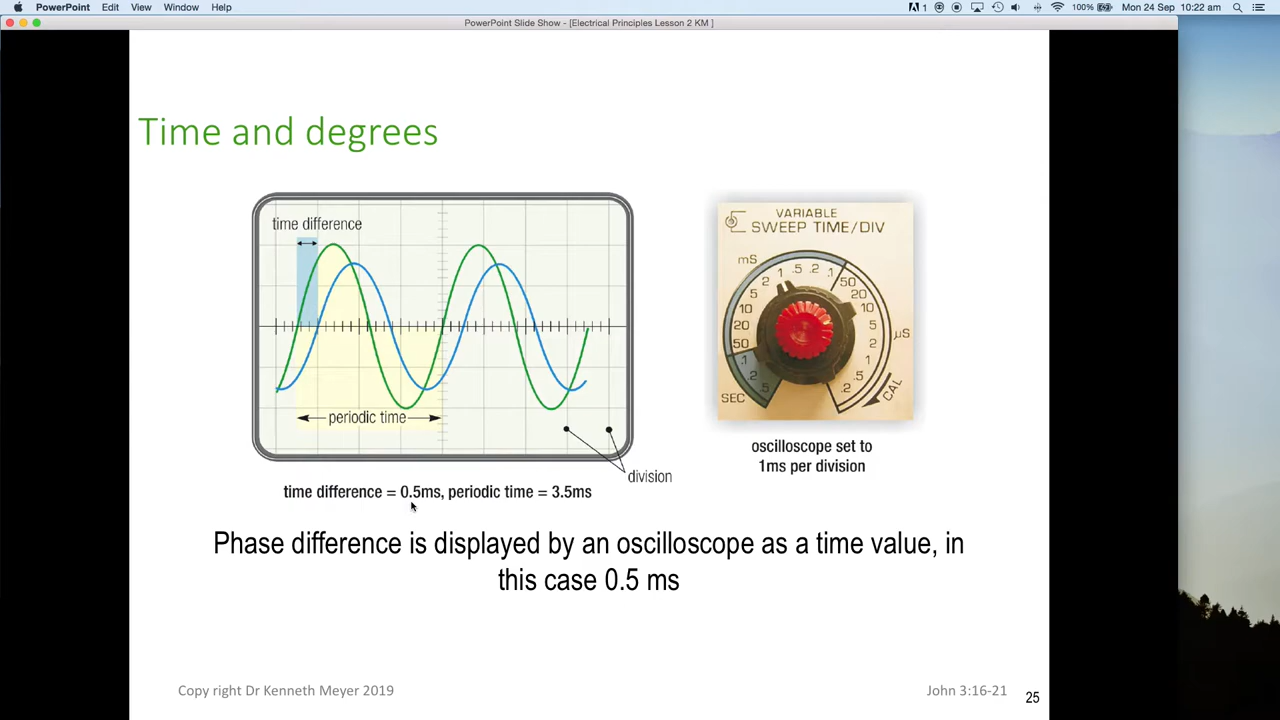 PowerPoint Edit View Window Help
1 100% Mon 24 Sep 10:22 am
PowerPoint Slide Show - [Electrical Principles Lesson 2 KM ]
Time and degrees
time difference
periodic time
division
time difference = 0.5ms, periodic time = 3.5ms
VARIABLE
SWEEP TIME/DIV
mS
.5 .2 .1
1
2
5
10
20
50
.1
.2
.5
SEC
50
20
10
5
2
1
.5
.2
µS
CAL
oscilloscope set to
1ms per division
Phase difference is displayed by an oscilloscope as a time value, in
this case 0.5 ms
Copy right Dr Kenneth Meyer 2019
John 3:16-21
25